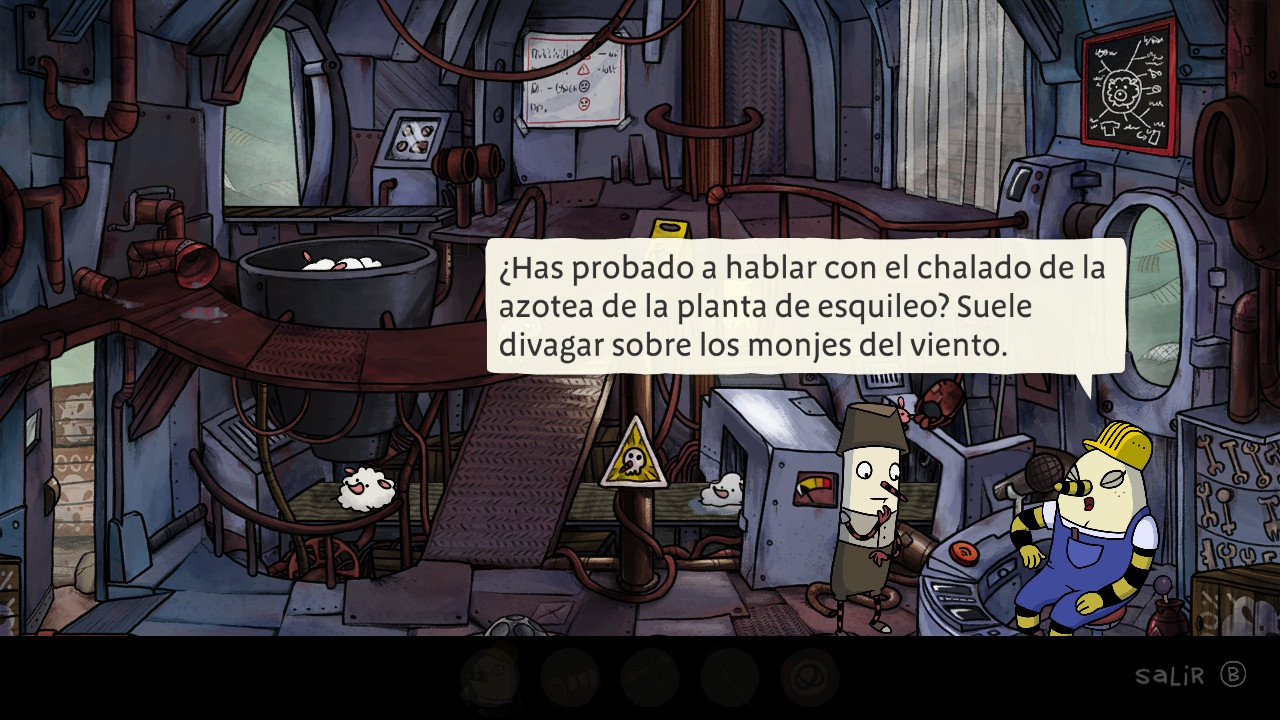 ¿Has probado a hablar con el chalado de la
azotea de la planta de esquileo? Suele
divagar sobre los monjes del viento.
SALIR B